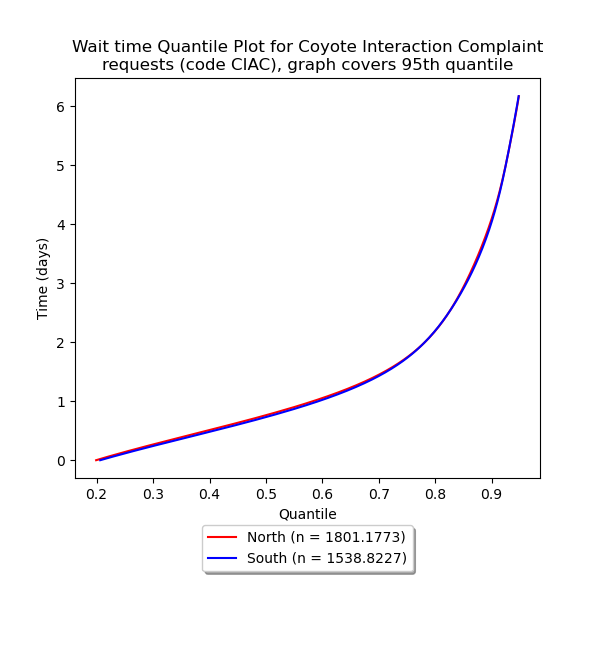 Wait time Quantile Plot for Coyote Interaction Complaint
requests (code CIAC), graph covers 95th quantile
Time (days)
6
5
4
3
2
1
0
0.2 0.3 0.4 0.5 0.6 0.7 0.8 0.9
Quantile
North (n = 1801.1773)
South (n = 1538.8227)